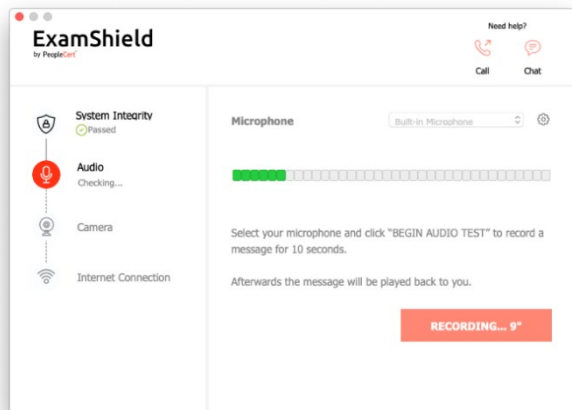 Need help?
ExamShield
by PeopleCert
Call
Chat
System Integrity
Passed
Audio
Checking...
Camera
Internet Connection
Microphone
Built-in Microphone
Select your microphone and click "BEGIN AUDIO TEST" to record a
message for 10 seconds.
Afterwards the message will be played back to you.
RECORDING... 9"